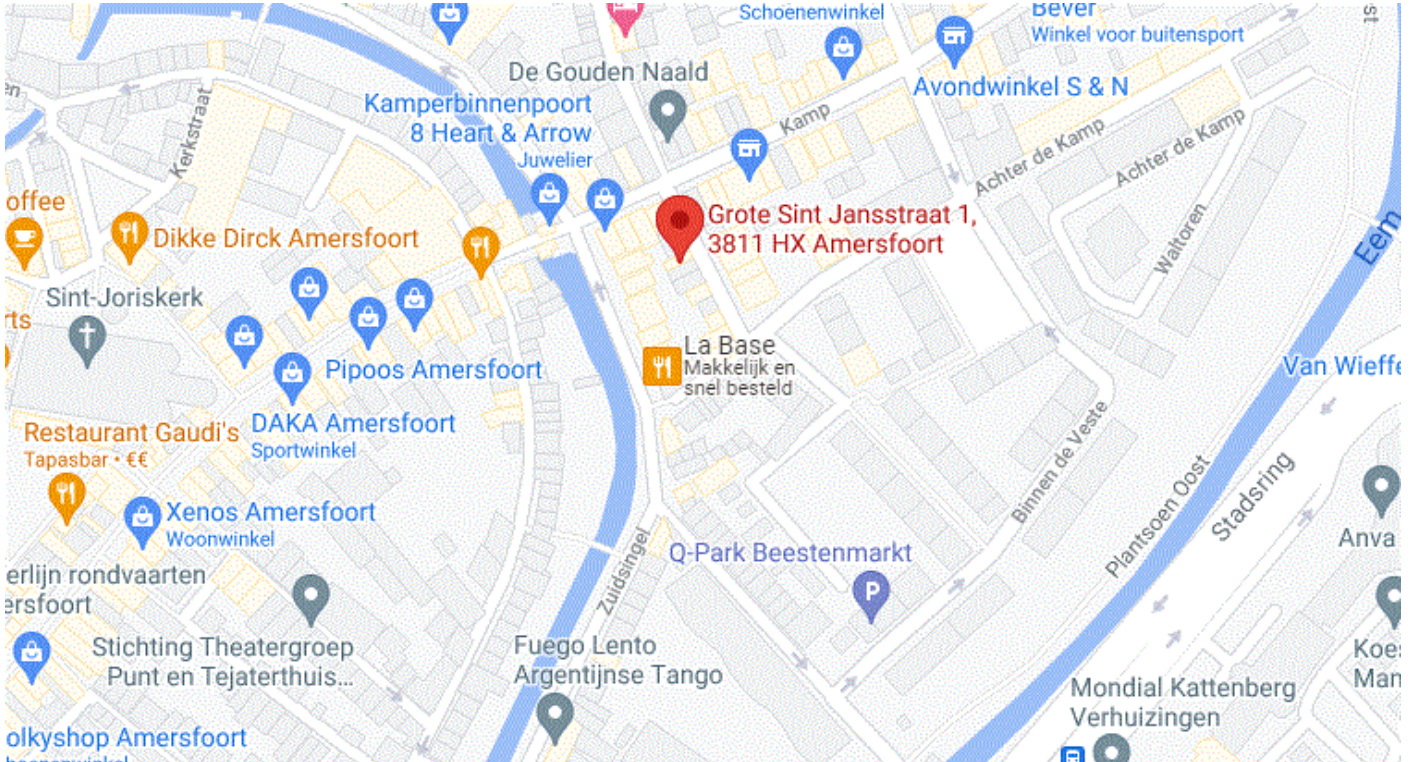 Schoenenwinkel
Bever
Winkel voor buitensport
De Gouden Naald
Avondwinkel S & N
Kamperbinnenpoort
8 Heart & Arrow
Juwelier
Kamp
Kerkstraat
Achter de Kamp
Achter de Kamp
offee
Dikke Dirck Amersfoort
Grote Sint Jansstraat 1,
3811 HX Amersfoort
Waltoren
Eem
Sint-Joriskerk
rts
La Base
Makkelijk en
snel besteld
Pipoos Amersfoort
Van Wieffe
DAKA Amersfoort
Sportwinkel
Restaurant Gaudi's
Tapasbar • €€
Binnen de Veste
Plantsoen Oost
Stadsring
Xenos Amersfoort
Woonwinkel
Q-Park Beestenmarkt
P
Anva
Zuidsingel
erlijn rondvaarten
ersfoort
Stichting Theatergroep
Punt en Tejaterthuis...
Fuego Lento
Argentijnse Tango
Koes
Man
Mondial Kattenberg
Verhuizingen
olkyshop Amersfoort